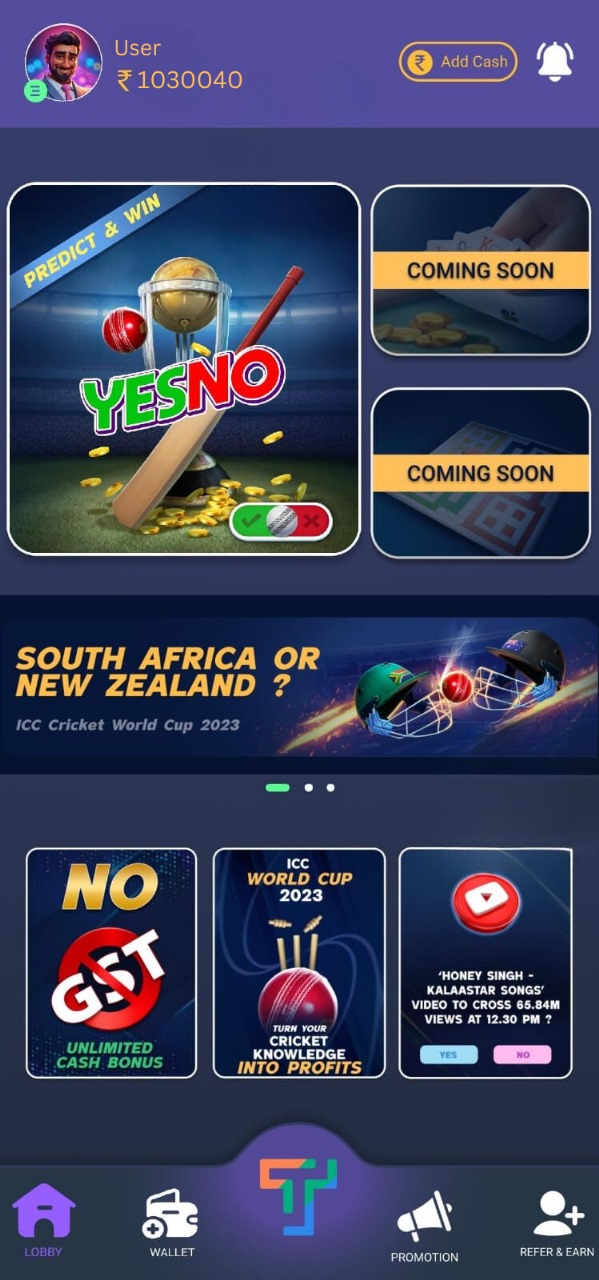 User
₹ 1030040
₹ Add Cash
PREDICT & WIN
YESNO
COMING SOON
COMING SOON
SOUTH AFRICA OR
NEW ZEALAND ?
ICC Cricket World Cup 2023
NO
GST
UNLIMITED
CASH BONUS
ICC
WORLD CUP
2023
TURN YOUR
CRICKET
KNOWLEDGE
INTO PROFITS
‘HONEY SINGH -
KALAASTAR SONGS’
VIDEO TO CROSS 65.84M
VIEWS AT 12.30 PM ?
YES NO
LOBBY
WALLET
PROMOTION
REFER & EARN